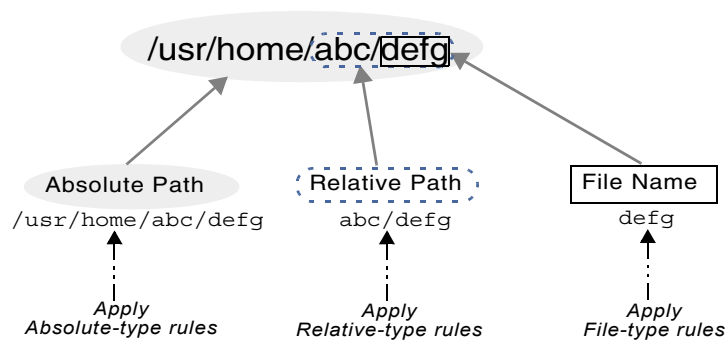 /usr/home/abc/defg
Absolute Path
/usr/home/abc/defg
Relative Path
abc/defg
File Name
defg
Apply
Absolute-type rules
Apply
Relative-type rules
Apply
File-type rules